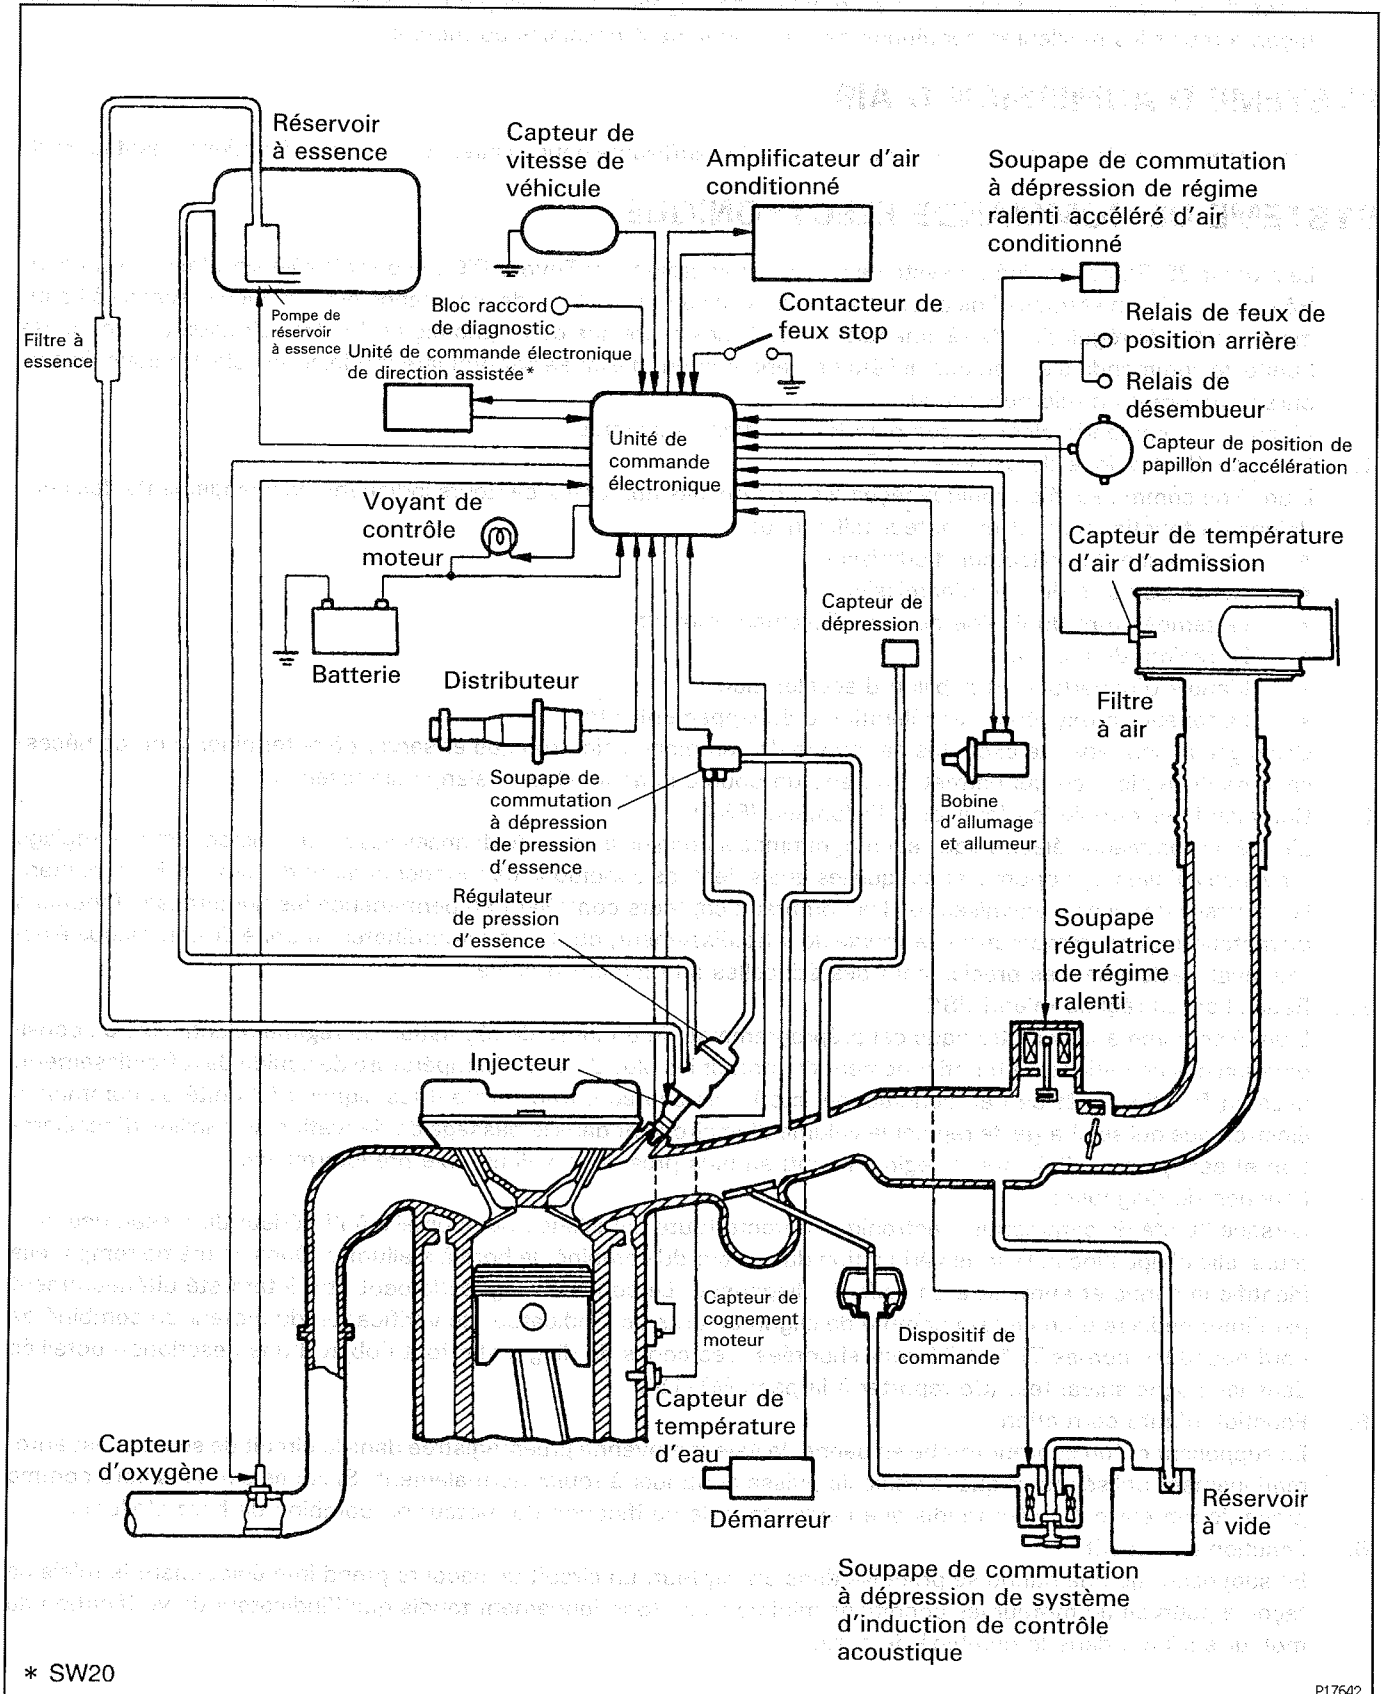 Réservoir
à essence
Capteur de
vitesse de
véhicule
Amplificateur d'air
conditionné
Soupape de commutation
à dépression de régime
ralenti accéléré d'air
conditionné
Bloc raccord
de diagnostic
Contacteur de
feux stop
Relais de feux de
position arrière
Relais de
désembueur
Filtre à
essence
Pompe de
réservoir
à essence
Unité de commande électronique
de direction assistée*
Unité de
commande
électronique
Capteur de position de
papillon d'accélération
Voyant de
contrôle
moteur
Capteur de température
d'air d'admission
Capteur de
dépression
Batterie
Distributeur
Filtre
à air
Soupape de
commutation
à dépression
de pression
d'essence
Bobine
d'allumage
et allumeur
Régulateur
de pression
d'essence
Soupape
régulatrice
de régime
ralenti
Injecteur
Capteur de
cognement
moteur
Dispositif de
commande
Capteur de
température
d'eau
Capteur
d'oxygène
Démarreur
Réservoir
à vide
Soupape de commutation
à dépression de système
d'induction de contrôle
acoustique
* SW20
P17642